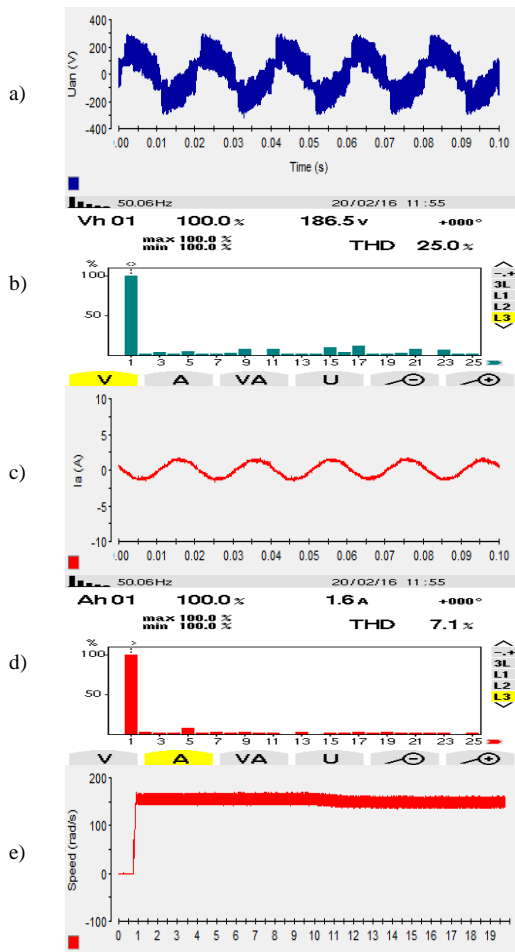 a)
Uan (V)
400
200
0
-200
-400
0.00 0.01 0.02 0.03 0.04 0.05 0.06 0.07 0.08 0.09 0.10
Time (s)
50.06Hz 20/02/16 11:55
Vh 01 100.0 % 186.5 V +000°
max 100.0 %
min 100.0 %
THD 25.0 %
b)
%
100
50
1 3 5 7 9 11 13 15 17 19 21 23 25
-.+
3L
L1
L2
L3
V A VA U
c)
Ia (A)
10
5
0
-5
-10
0.00 0.01 0.02 0.03 0.04 0.05 0.06 0.07 0.08 0.09 0.10
50.06Hz 20/02/16 11:55
Ah 01 100.0 % 1.6 A +000°
max 100.0 %
min 100.0 %
THD 7.1 %
d)
%
100
50
1 3 5 7 9 11 13 15 17 19 21 23 25
-.+
3L
L1
L2
L3
V A VA U
e)
Speed (rad/s)
200
100
0
-100
0 1 2 3 4 5 6 7 8 9 10 11 12 13 14 15 16 17 18 19